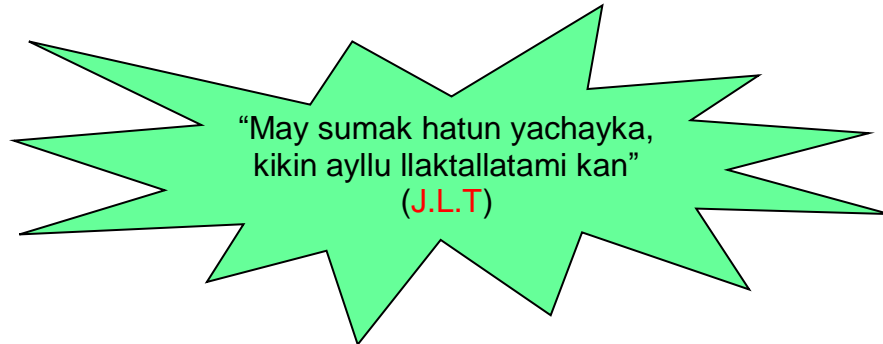 “May sumak hatun yachayka,
kikin ayllu llaktallatami kan”
(J.L.T)